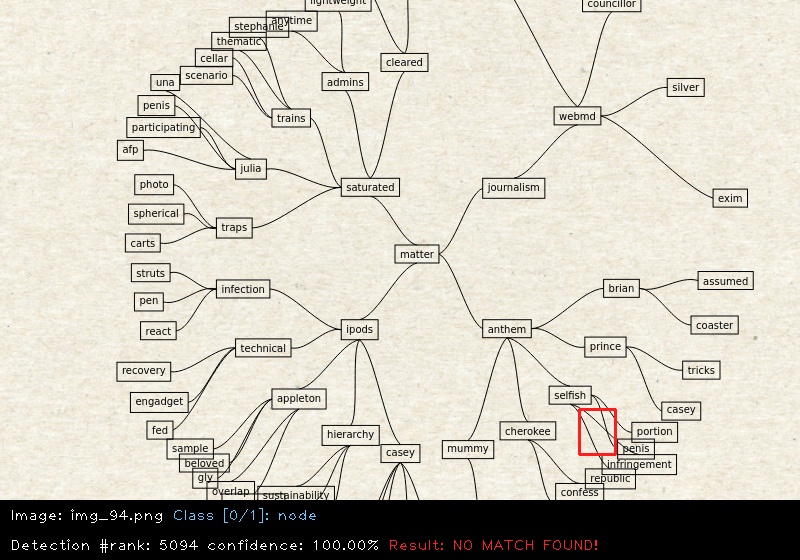 lightweight
councillor
anytime
stephanie
thematic
cleared
cellar
scenario
una
admins
silver
penis
webmd
trains
participating
afp
julia
photo
saturated
journalism
exim
spherical
traps
carts
matter
struts
infection
brian
assumed
pen
react
ipods
anthem
coaster
technical
prince
recovery
tricks
engadget
appleton
selfish
casey
fed
hierarchy
cherokee
portion
sample
casey
mummy
penis
beloved
infringement
gly
republic
overlap
sustainability
confess
Image: img_94.png Class [0/1]: node
Detection #rank: 5094 confidence: 100.00% Result: NO MATCH FOUND!